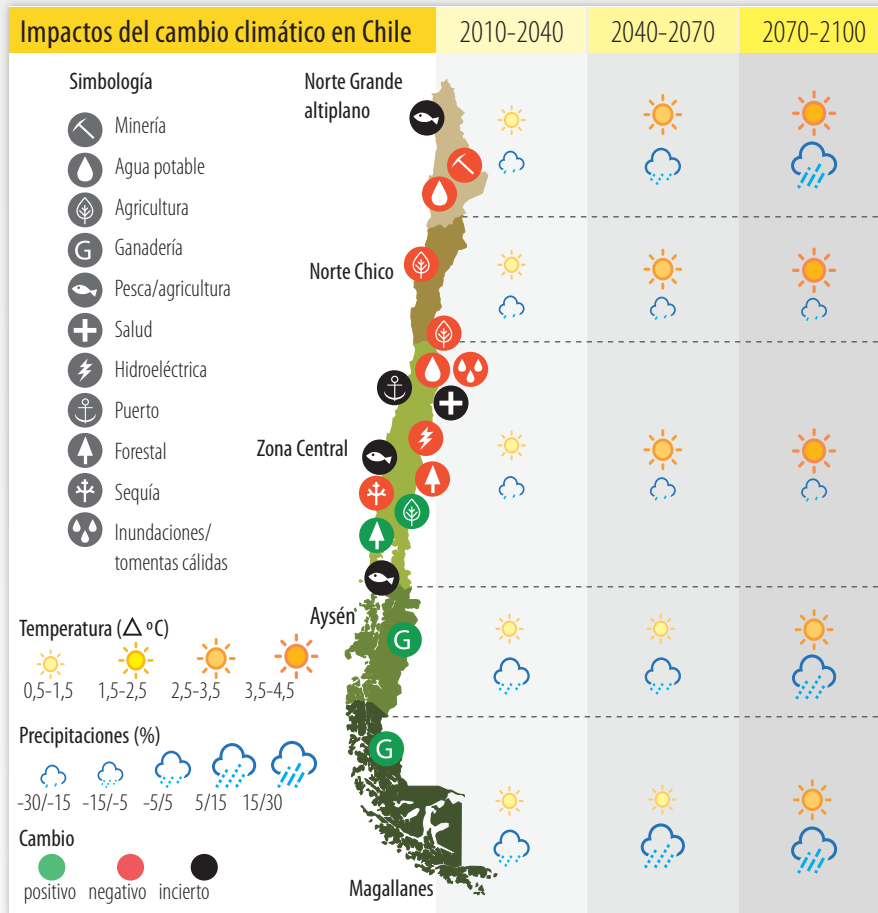 Impactos del cambio climático en Chile
2010-2040
2040-2070
2070-2100
Simbología
Minería
Agua potable
Agricultura
G
Ganadería
Pesca/agricultura
Salud
Hidroeléctrica
Puerto
Forestal
Sequía
Inundaciones/
tomentas cálidas
Norte Grande
altiplano
Norte Chico
Zona Central
Aysén
G
G
Magallanes
Temperatura (△ ºC)
0,5-1,5 1,5-2,5 2,5-3,5 3,5-4,5
Precipitaciones (%)
-30/-15 -15/-5 -5/5 5/15 15/30
Cambio
positivo negativo incierto